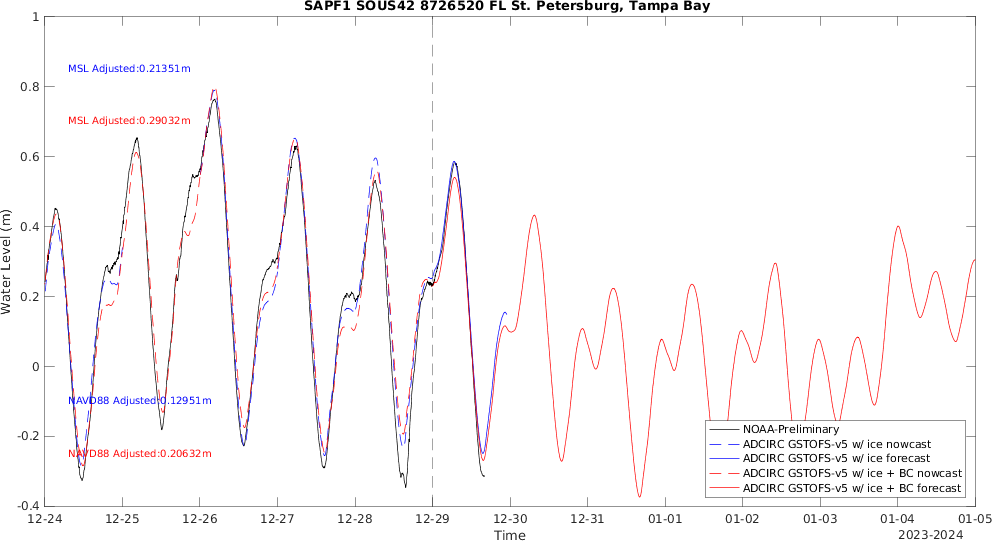 SAPF1 SOUS42 8726520 FL St. Petersburg, Tampa Bay
Water Level (m)
1
0.8
0.6
0.4
0.2
0
-0.2
-0.4
MSL Adjusted:0.21351m
MSL Adjusted:0.29032m
NAVD88 Adjusted:0.12951m
NAVD88 Adjusted:0.20632m
NOAA-Preliminary
ADCIRC GSTOFS-v5 w/ ice nowcast
ADCIRC GSTOFS-v5 w/ ice forecast
ADCIRC GSTOFS-v5 w/ ice + BC nowcast
ADCIRC GSTOFS-v5 w/ ice + BC forecast
12-24 12-25 12-26 12-27 12-28 12-29 12-30 12-31 01-01 01-02 01-03 01-04 01-05
Time
2023-2024